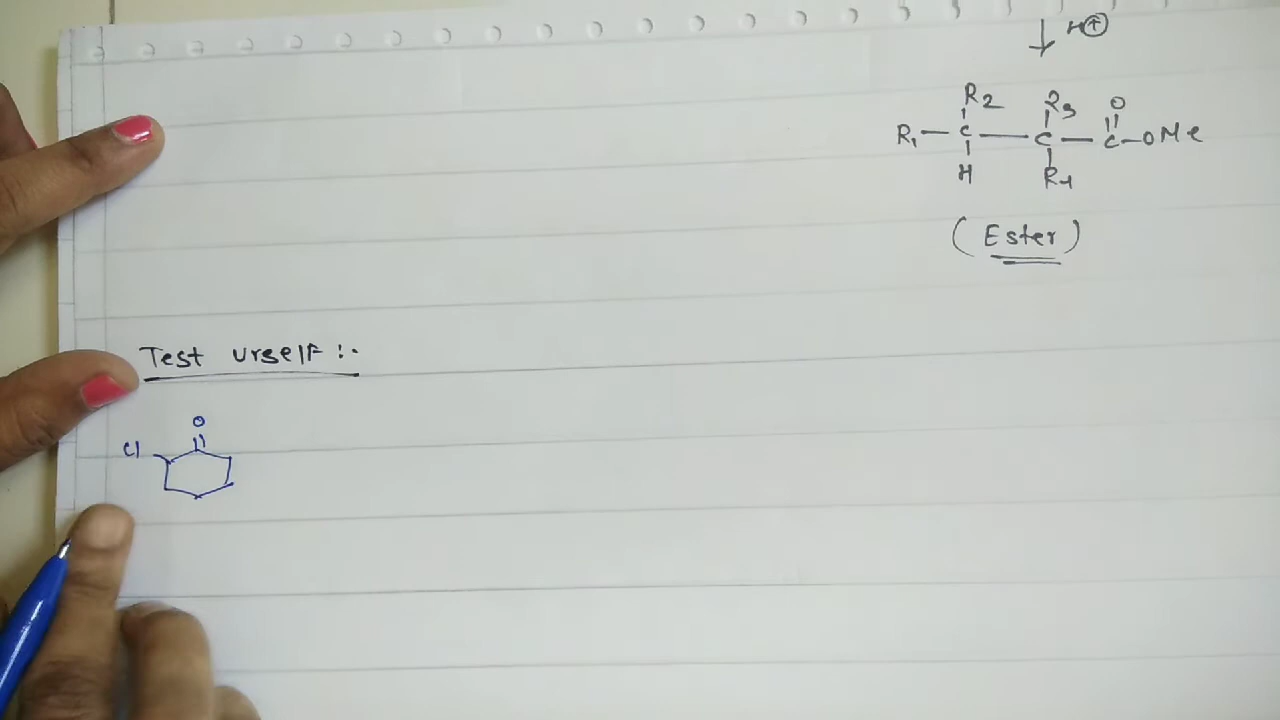 H⊕
R2 R3 O
R1 — C — C — C — OMe
H R4
(Ester)
Test urself :-
O
Cl